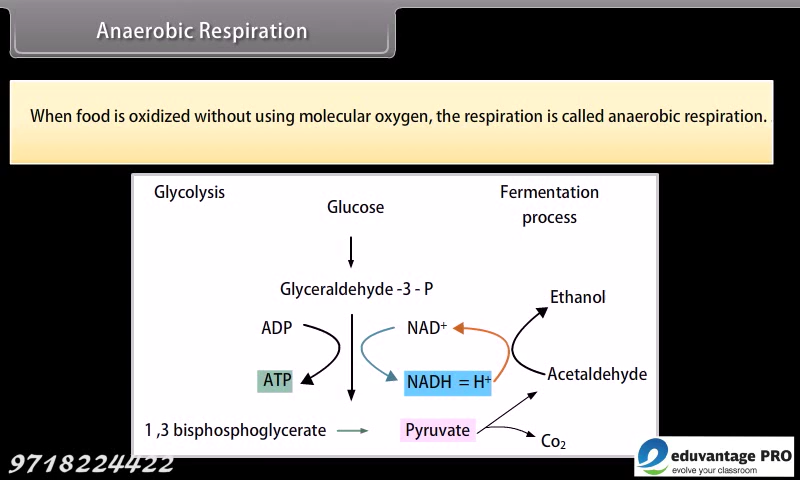 Anaerobic Respiration
When food is oxidized without using molecular oxygen, the respiration is called anaerobic respiration.
Glycolysis
Glucose
Fermentation
process
Glyceraldehyde -3 - P
Ethanol
ADP
NAD⁺
ATP
NADH = H⁺
Acetaldehyde
1 ,3 bisphosphoglycerate
Pyruvate
Co₂
9718224422
eduvantage PRO
evolve your classroom